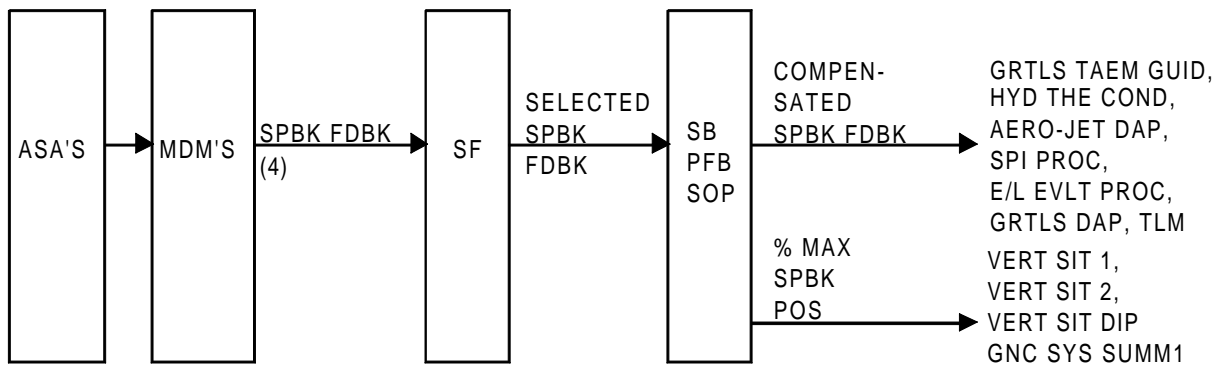 ASA'S
MDM'S
SPBK FDBK
(4)
SF
SELECTED
SPBK
FDBK
SB
PFB
SOP
COMPEN-
SATED
SPBK FDBK
GRTLS TAEM GUID,
HYD THE COND,
AERO-JET DAP,
SPI PROC,
E/L EVLT PROC,
GRTLS DAP, TLM
% MAX
SPBK
POS
VERT SIT 1,
VERT SIT 2,
VERT SIT DIP
GNC SYS SUMM1